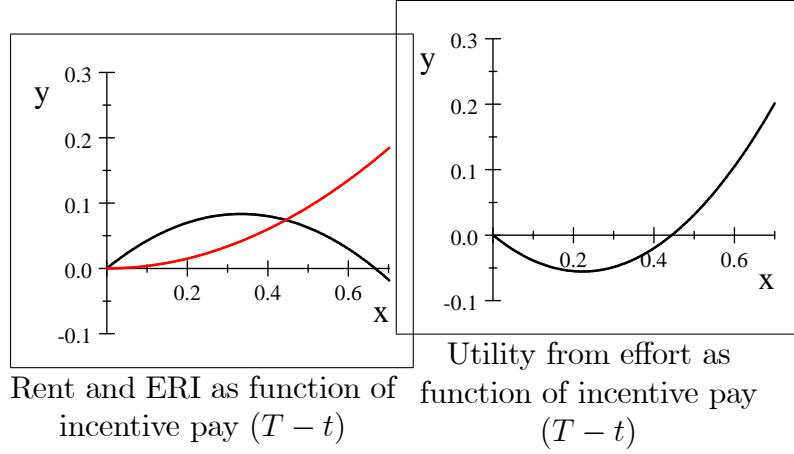 0.3
y
0.2
0.1
0.0
-0.1
0.2
0.4
0.6
x
Rent and ERI as function of
incentive pay (T − t)
0.3
y
0.2
0.1
0.0
-0.1
0.2
0.4
0.6
x
Utility from effort as
function of incentive pay
(T − t)